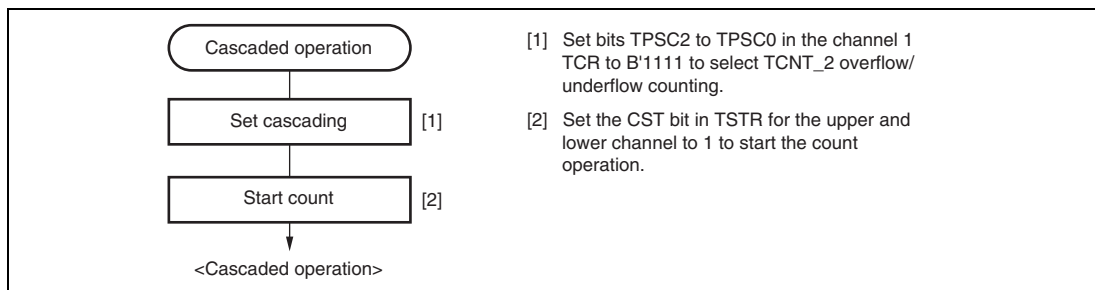 Cascaded operation
Set cascading
[1]
Start count
[2]
<Cascaded operation>
[1] Set bits TPSC2 to TPSC0 in the channel 1
TCR to B'1111 to select TCNT_2 overflow/
underflow counting.
[2] Set the CST bit in TSTR for the upper and
lower channel to 1 to start the count
operation.